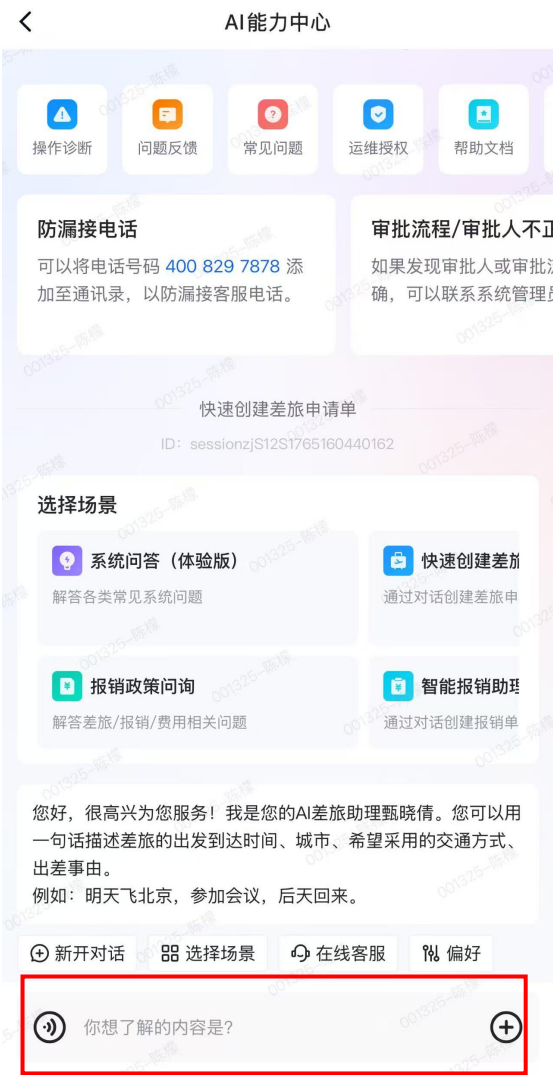 AI能力中心
操作诊断 问题反馈 常见问题 运维授权 帮助文档
防漏接电话
可以将电话号码 400 829 7878 添
加至通讯录，以防漏接客服电话。
审批流程/审批人不正
如果发现审批人或审批流
确，可以联系系统管理员
快速创建差旅申请单
ID：sessionzjS12S1765160440162
选择场景
系统问答（体验版）
解答各类常见系统问题
快速创建差旅
通过对话创建差旅申
报销政策问询
解答差旅/报销/费用相关问题
智能报销助理
通过对话创建报销单
您好，很高兴为您服务！我是您的AI差旅助理甄晓倩。您可以用
一句话描述差旅的出发到达时间、城市、希望采用的交通方式、
出差事由。
例如：明天飞北京，参加会议，后天回来。
新开对话 选择场景 在线客服 偏好
你想了解的内容是?